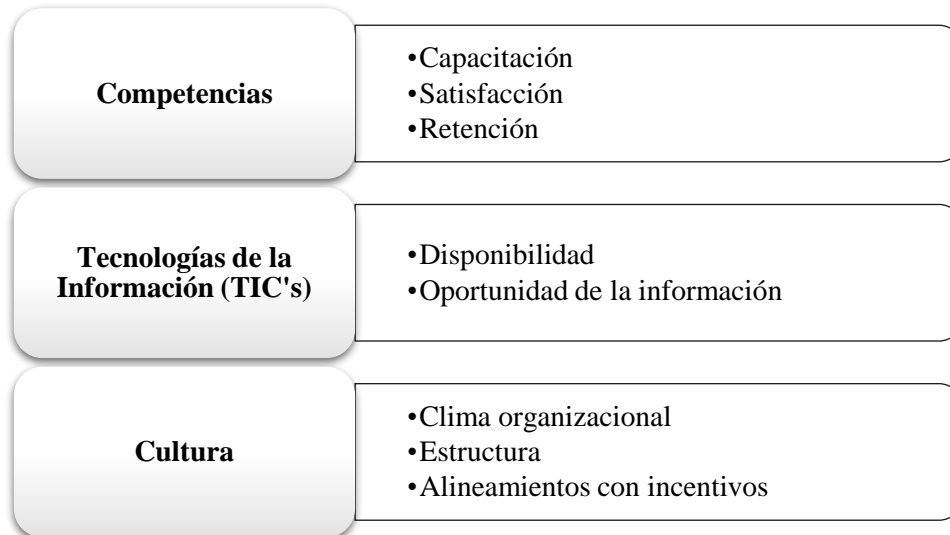 Competencias
•Capacitación
•Satisfacción
•Retención
Tecnologías de la
Información (TIC's)
•Disponibilidad
•Oportunidad de la información
Cultura
•Clima organizacional
•Estructura
•Alineamientos con incentivos